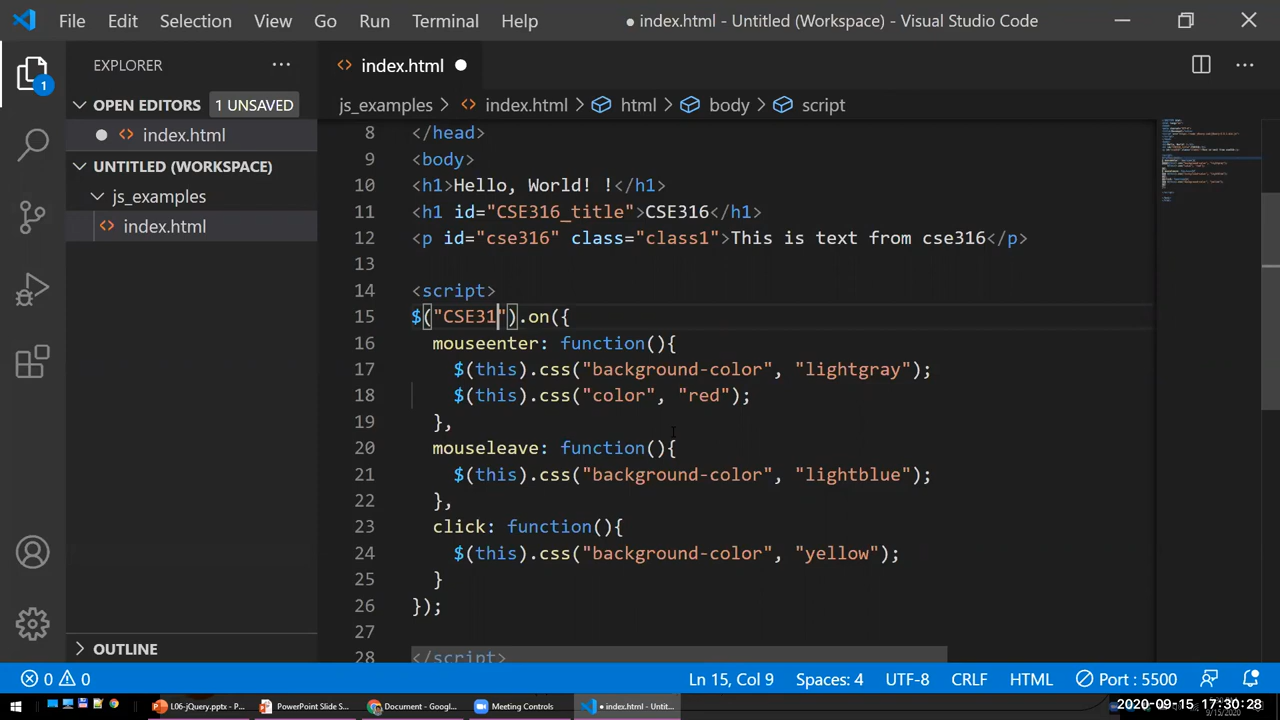 File Edit Selection View Go Run Terminal Help ● index.html - Untitled (Workspace) - Visual Studio Code
EXPLORER ...
index.html ●
OPEN EDITORS 1 UNSAVED
● index.html
UNTITLED (WORKSPACE)
js_examples
index.html
OUTLINE
1
js_examples > index.html > html > body > script
8 </head>
9 <body>
10 <h1>Hello, World! !</h1>
11 <h1 id="CSE316_title">CSE316</h1>
12 <p id="cse316" class="class1">This is text from cse316</p>
13
14 <script>
15 $("CSE31").on({
16 mouseenter: function(){
17 $(this).css("background-color", "lightgray");
18 $(this).css("color", "red");
19 },
20 mouseleave: function(){
21 $(this).css("background-color", "lightblue");
22 },
23 click: function(){
24 $(this).css("background-color", "yellow");
25 }
26 });
27
28 </script>
0 0 Ln 15, Col 9 Spaces: 4 UTF-8 CRLF HTML Port : 5500
L06-jQuery.pptx - P... PowerPoint Slide S... Document - Googl... Meeting Controls ● index.html - Untit... 2020-09-15 17:30:28